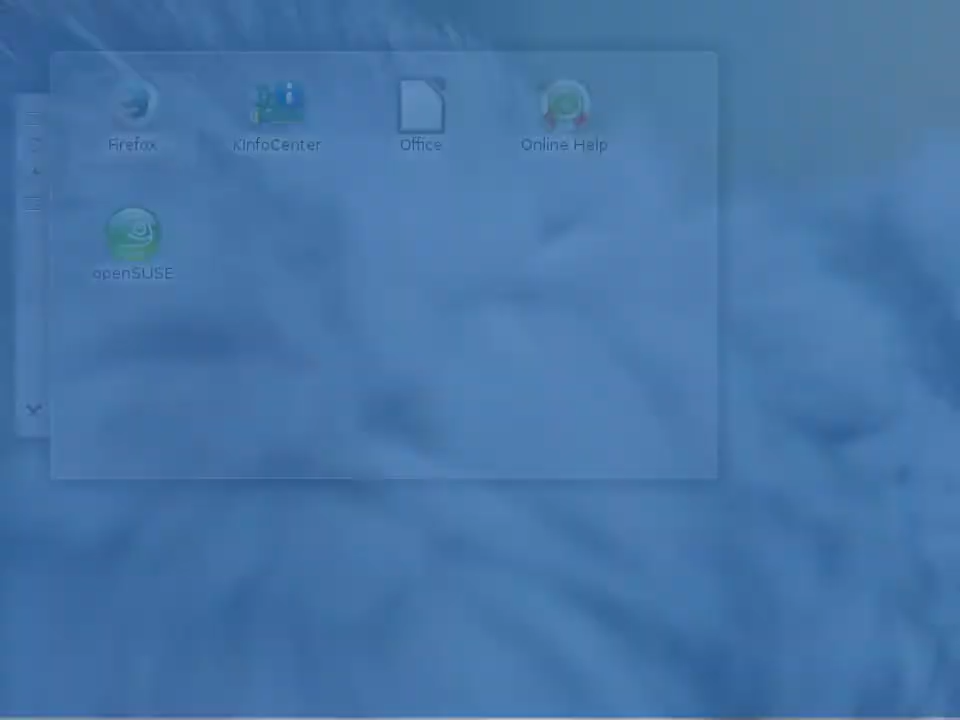 Firefox
KInfoCenter
Office
Online Help
openSUSE